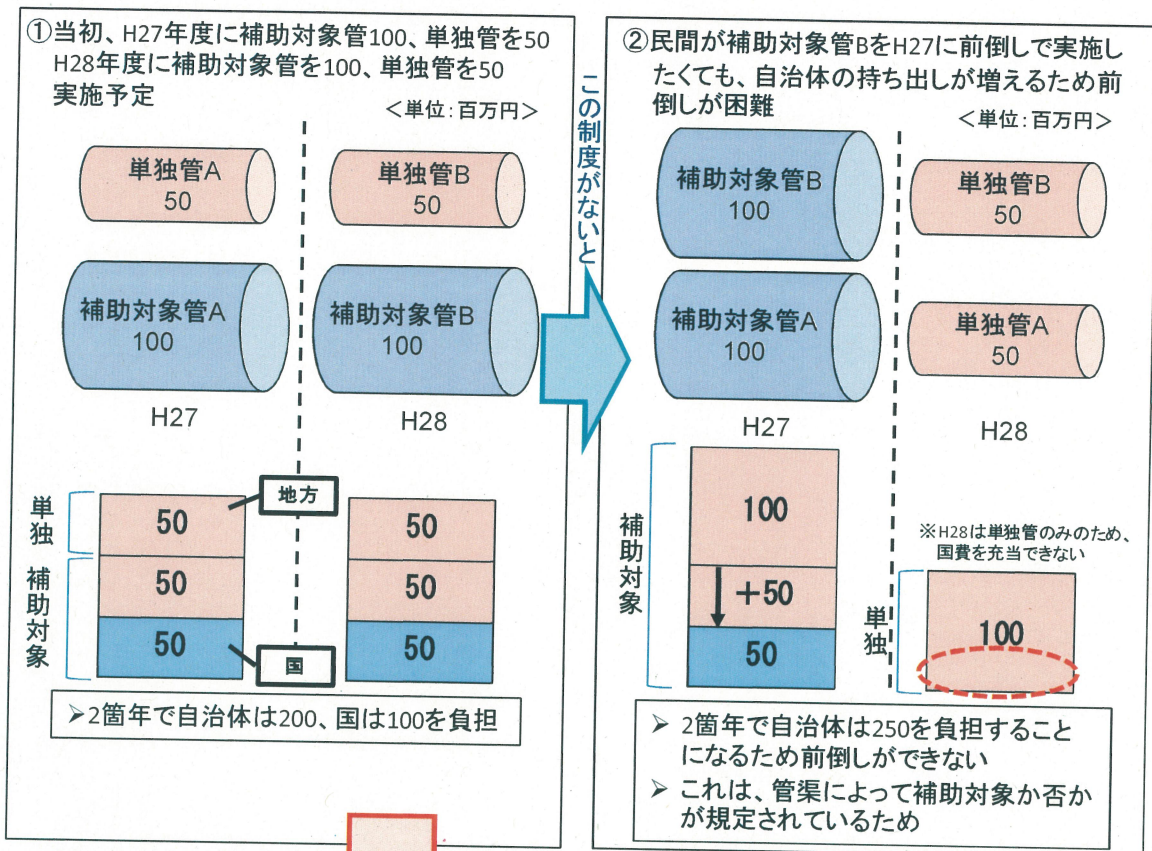 ①当初、H27年度に補助対象管100、単独管を50
H28年度に補助対象管を100、単独管を50
実施予定
＜単位：百万円＞
単独管A
50
単独管B
50
補助対象管A
100
補助対象管B
100
H27
H28
単独
補助対象
地方
国
50
50
50
50
50
50
➢2箇年で自治体は200、国は100を負担
この制度がないと
②民間が補助対象管BをH27に前倒しで実施し
たくても、自治体の持ち出しが増えるため前
倒しが困難
＜単位：百万円＞
補助対象管B
100
単独管B
50
補助対象管A
100
単独管A
50
H27
H28
補助対象
100
+50
50
※H28は単独管のみのため、
国費を充当できない
単独
100
➢ 2箇年で自治体は250を負担すること
になるため前倒しができない
➢ これは、管渠によって補助対象か否か
が規定されているため